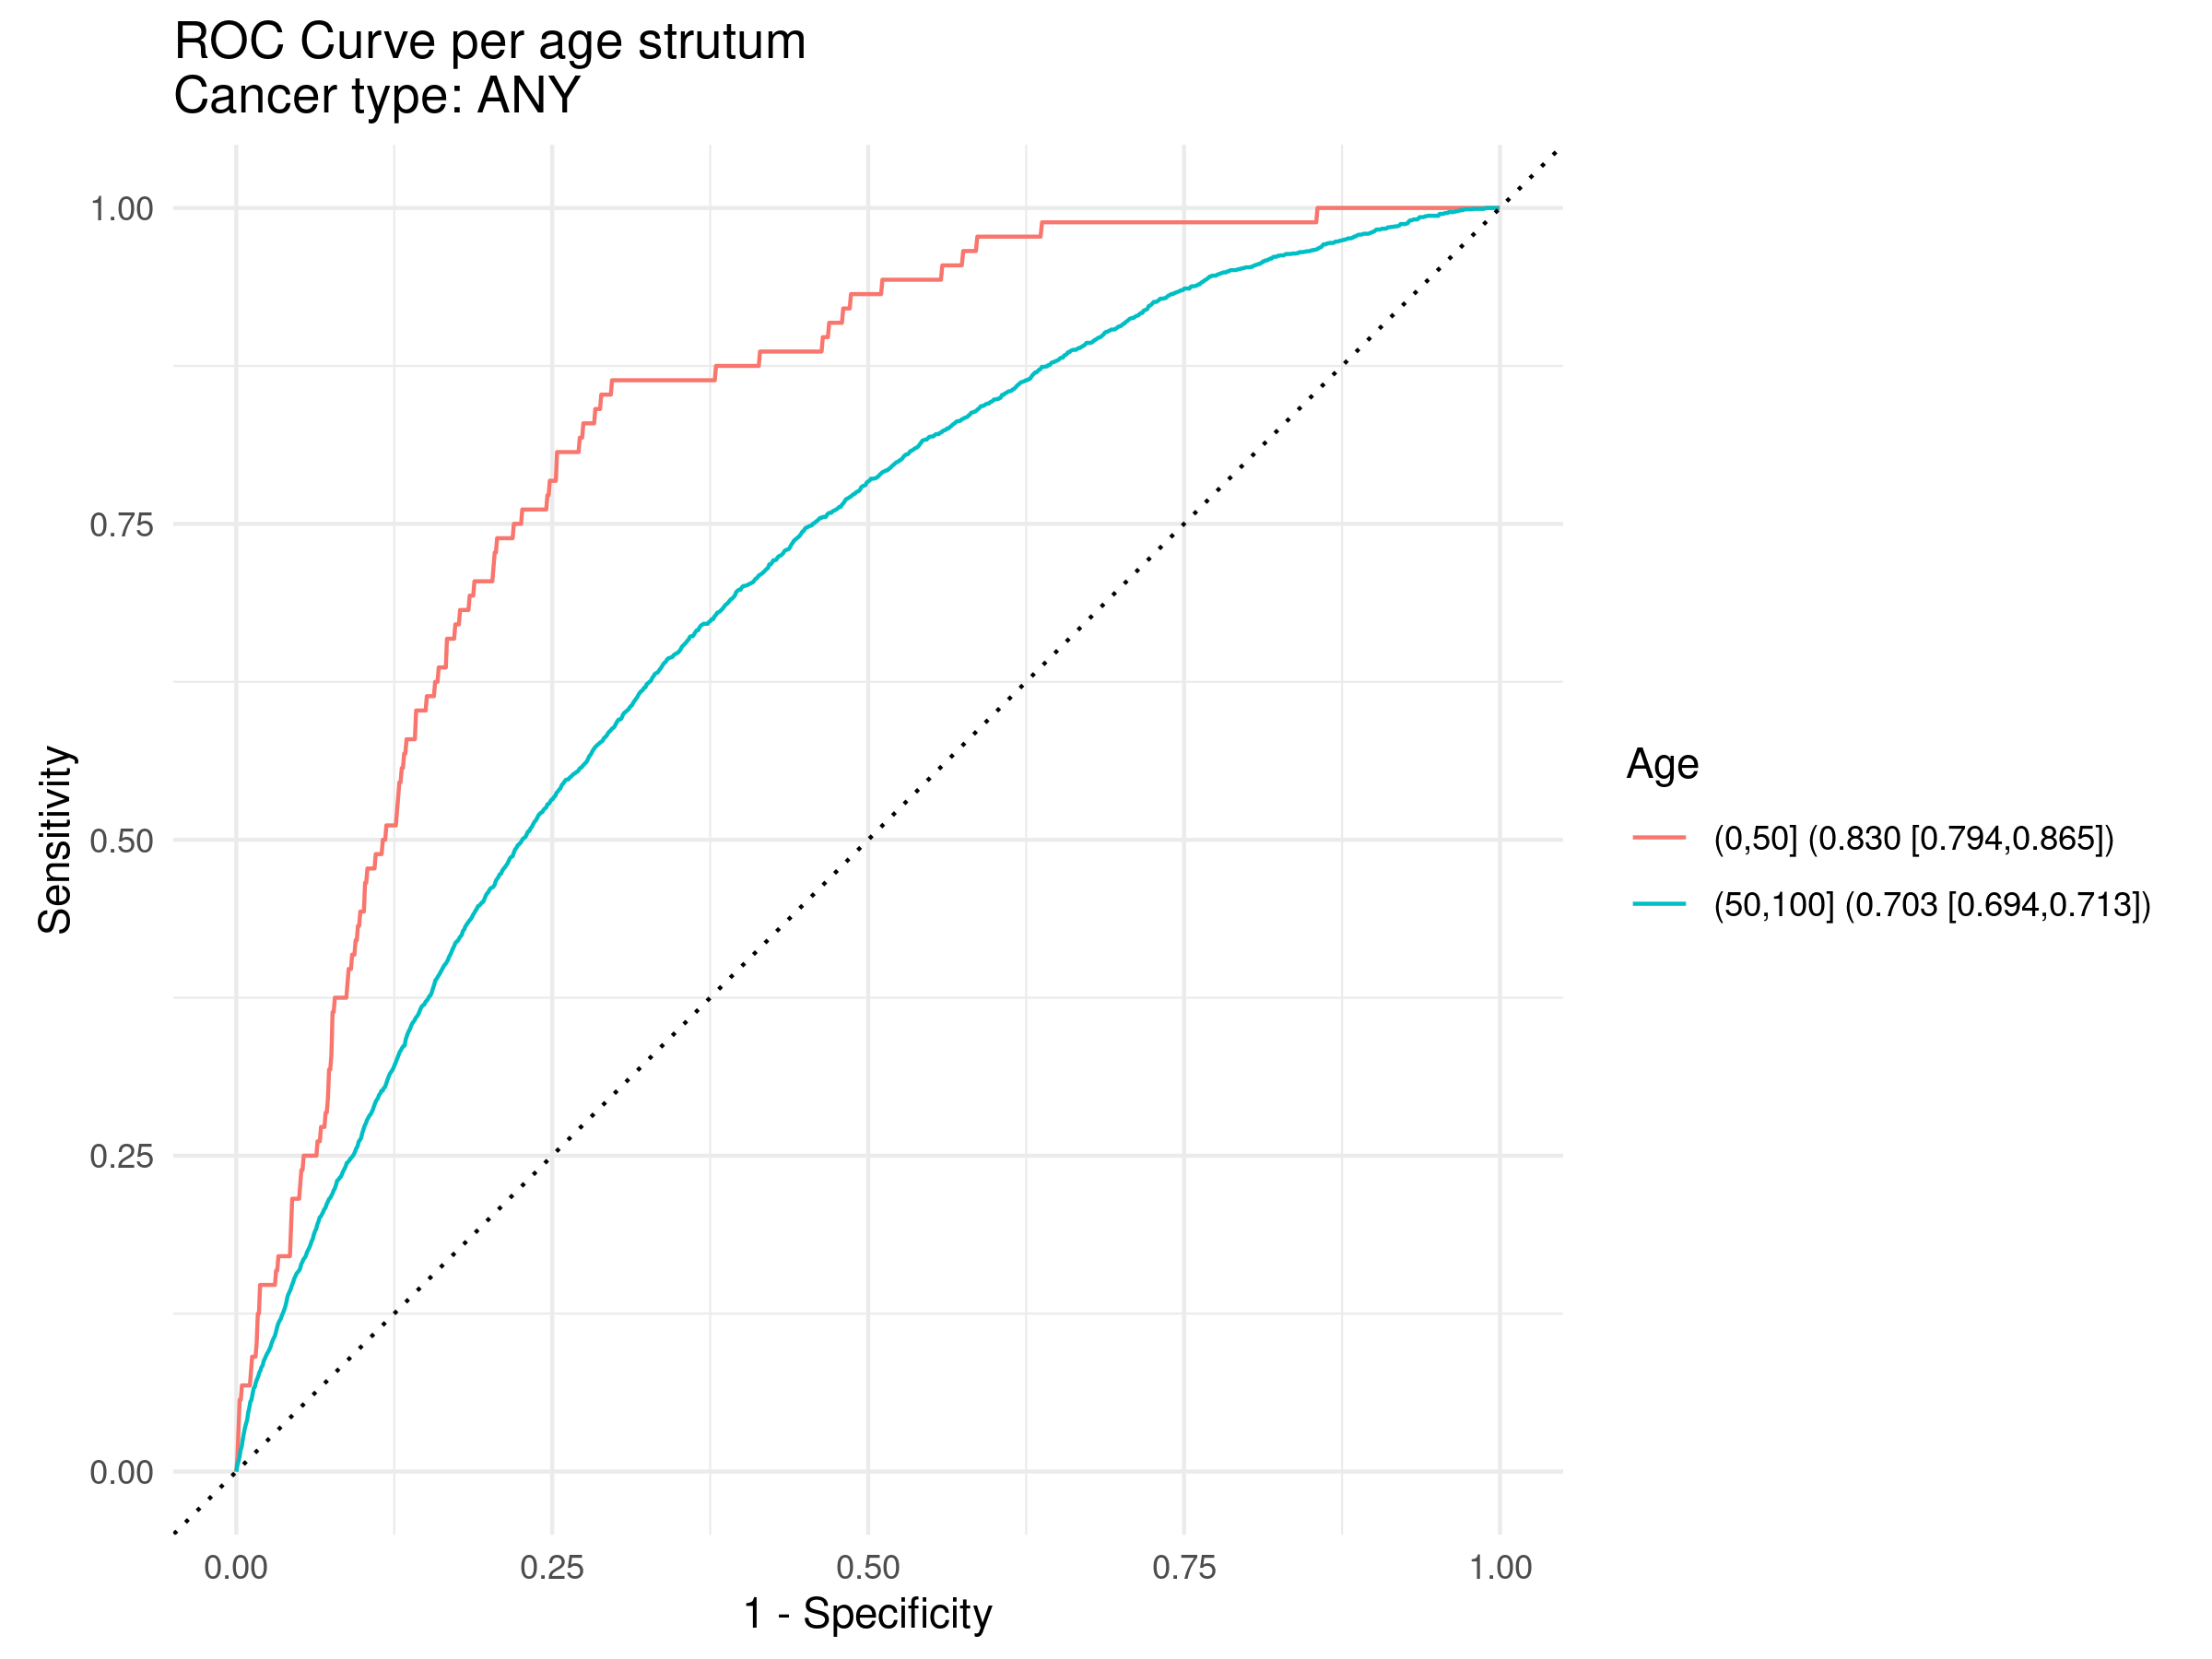 ROC Curve per age strutum
Cancer type: ANY
1.00
0.75
0.50
0.25
0.00
Sensitivity
0.00
0.25
0.50
0.75
1.00
1 - Specificity
Age
(0,50] (0.830 [0.794,0.865])
(50,100] (0.703 [0.694,0.713])